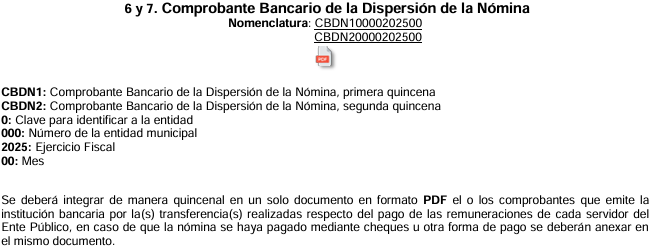 6 y 7. Comprobante Bancario de la Dispersión de la Nómina
Nomenclatura: CBDN10000202500
CBDN20000202500
PDF
CBDN1: Comprobante Bancario de la Dispersión de la Nómina, primera quincena
CBDN2: Comprobante Bancario de la Dispersión de la Nómina, segunda quincena
0: Clave para identificar a la entidad
000: Número de la entidad municipal
2025: Ejercicio Fiscal
00: Mes
Se deberá integrar de manera quincenal en un solo documento en formato PDF el o los comprobantes que emite la
institución bancaria por la(s) transferencia(s) realizadas respecto del pago de las remuneraciones de cada servidor del
Ente Público, en caso de que la nómina se haya pagado mediante cheques u otra forma de pago se deberán anexar en
el mismo documento.